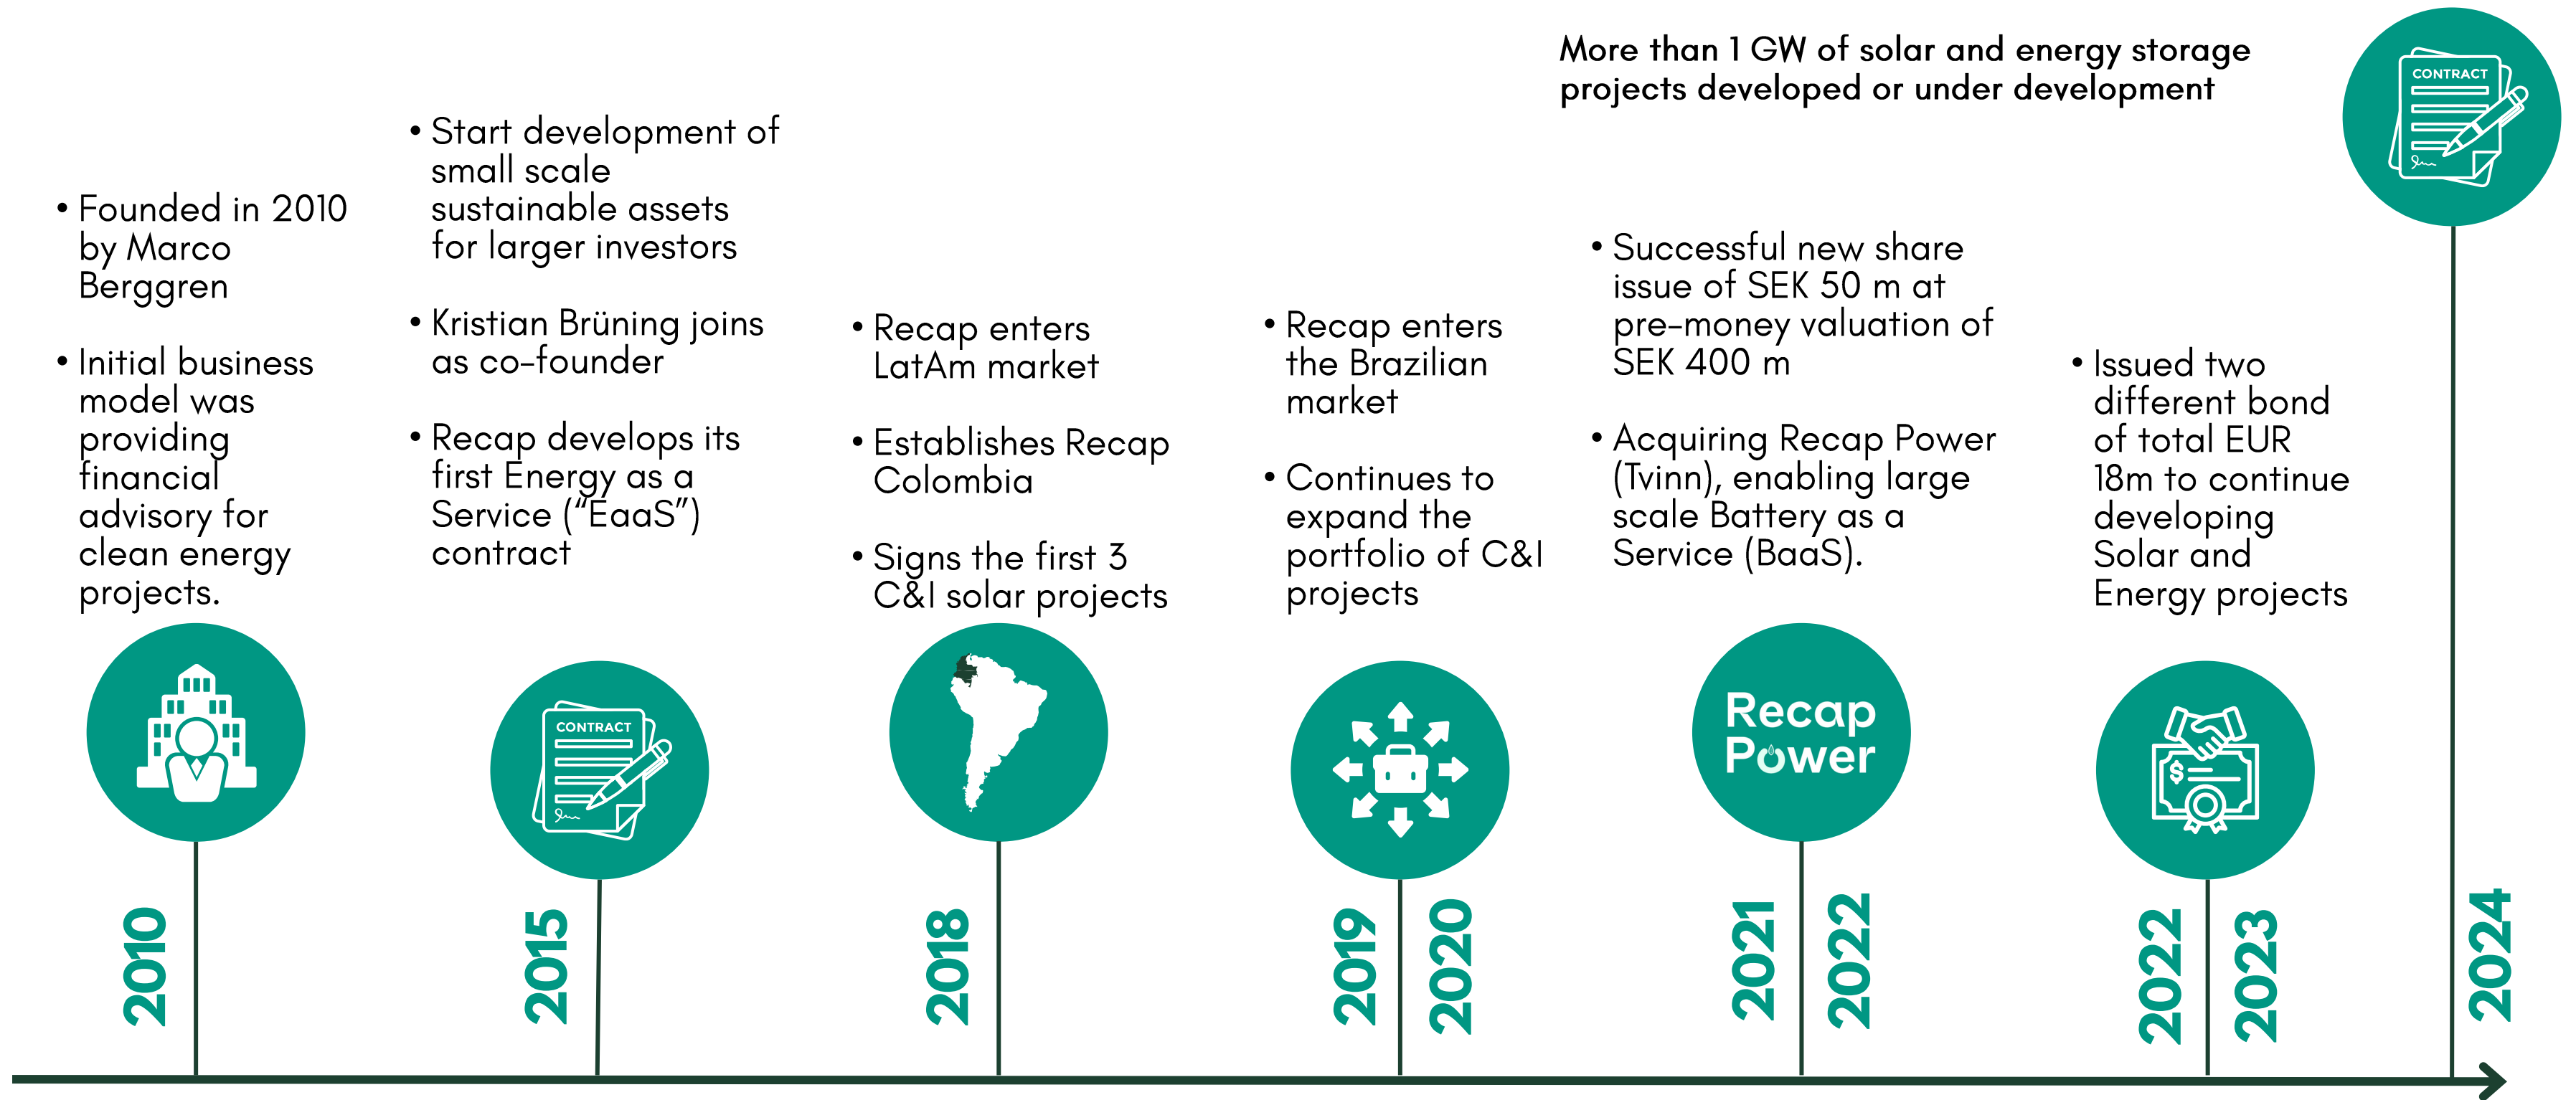 More than 1 GW of solar and energy storage
projects developed or under development
CONTRACT
• Founded in 2010
by Marco
Berggren
• Initial business
model was
providing
financial
advisory for
clean energy
projects.
• Start development of
small scale
sustainable assets
for larger investors
• Kristian Brüning joins
as co-founder
• Recap develops its
first Energy as a
Service (“EaaS”)
contract
CONTRACT
• Recap enters
LatAm market
• Establishes Recap
Colombia
• Signs the first 3
C&I solar projects
• Recap enters
the Brazilian
market
• Continues to
expand the
portfolio of C&I
projects
• Successful new share
issue of SEK 50 m at
pre-money valuation of
SEK 400 m
• Acquiring Recap Power
(Tvinn), enabling large
scale Battery as a
Service (BaaS).
Recap
Power
• Issued two
different bond
of total EUR
18m to continue
developing
Solar and
Energy projects
$
2010
2015
2018
2019
2020
2021
2022
2022
2023
2024